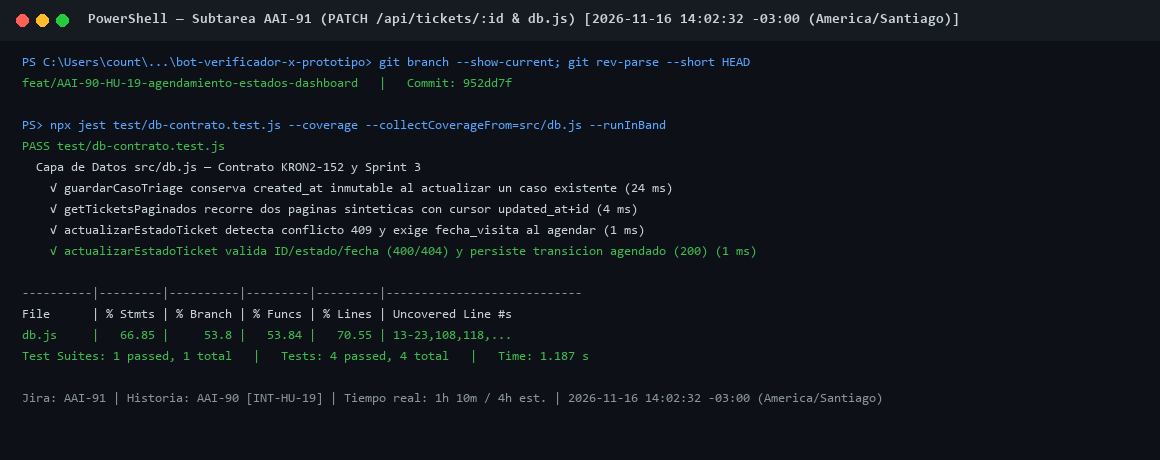 PowerShell — Subtarea AAI-91 (PATCH /api/tickets/:id & db.js) [2026-11-16 14:02:32 -03:00 (America/Santiago)]
PS C:\Users\count\...\bot-verificador-x-prototipo> git branch --show-current; git rev-parse --short HEAD
feat/AAI-90-HU-19-agendamiento-estados-dashboard   |   Commit: 952dd7f
PS> npx jest test/db-contrato.test.js --coverage --collectCoverageFrom=src/db.js --runInBand
PASS test/db-contrato.test.js
  Capa de Datos src/db.js — Contrato KRON2-152 y Sprint 3
    √ guardarCasoTriage conserva created_at inmutable al actualizar un caso existente (24 ms)
    √ getTicketsPaginados recorre dos paginas sinteticas con cursor updated_at+id (4 ms)
    √ actualizarEstadoTicket detecta conflicto 409 y exige fecha_visita al agendar (1 ms)
    √ actualizarEstadoTicket valida ID/estado/fecha (400/404) y persiste transicion agendado (200) (1 ms)
----------|---------|----------|---------|---------|----------------------------
File      | % Stmts | % Branch | % Funcs | % Lines | Uncovered Line #s
db.js     |   66.85 |     53.8 |   53.84 |   70.55 | 13-23,108,118,...
Test Suites: 1 passed, 1 total   |   Tests: 4 passed, 4 total   |   Time: 1.187 s
Jira: AAI-91 | Historia: AAI-90 [INT-HU-19] | Tiempo real: 1h 10m / 4h est. | 2026-11-16 14:02:32 -03:00 (America/Santiago)